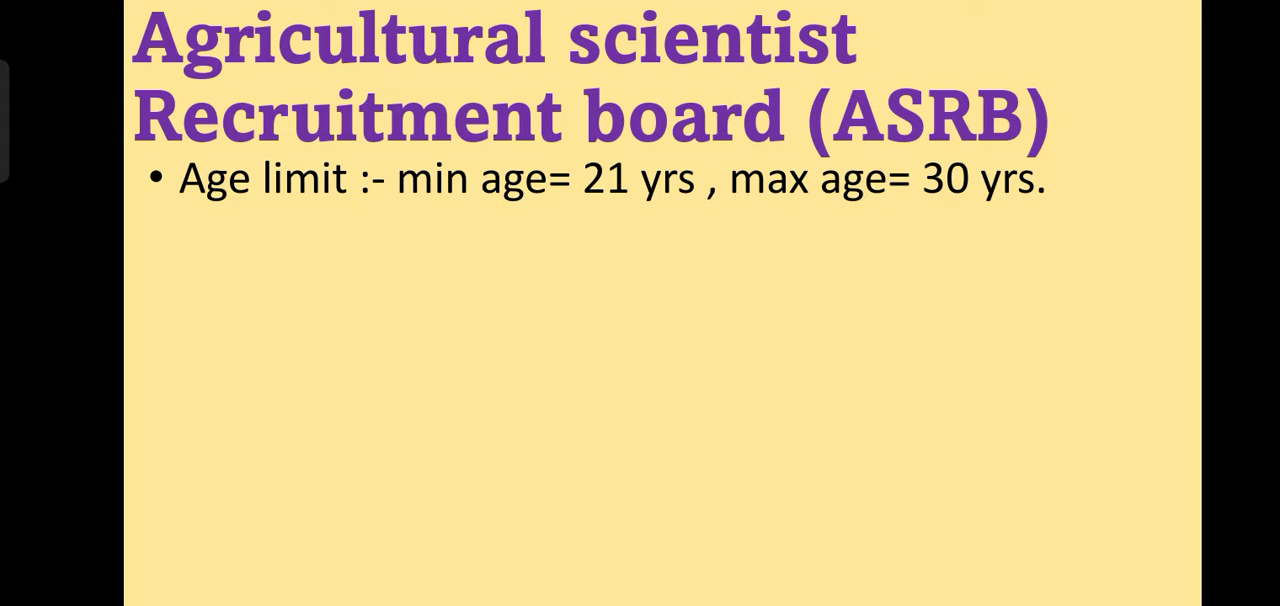 Agricultural scientist
Recruitment board (ASRB)
• Age limit :- min age= 21 yrs , max age= 30 yrs.